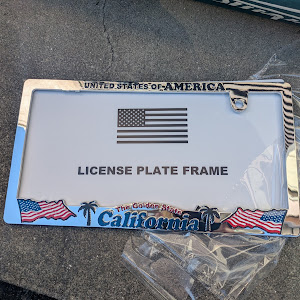 UNITED STATES OF AMERICA
LICENSE PLATE FRAME
The Golden State
California